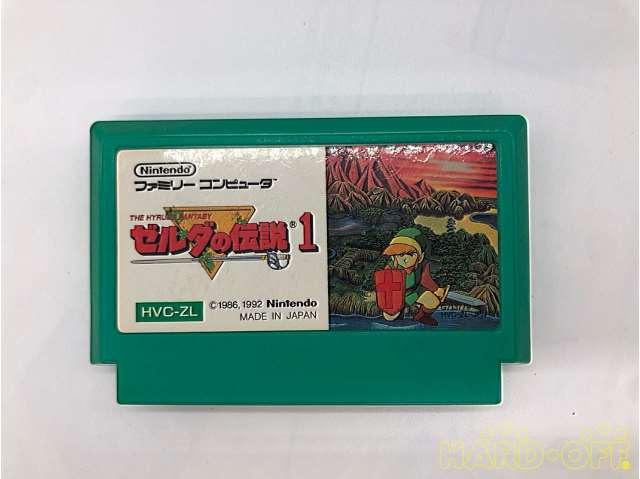 Nintendo
ファミリー コンピュータ
THE HYRULE FANTASY
ゼルダの伝説®1
HVC-ZL
©1986,1992 Nintendo
MADE IN JAPAN
HARD-OFF